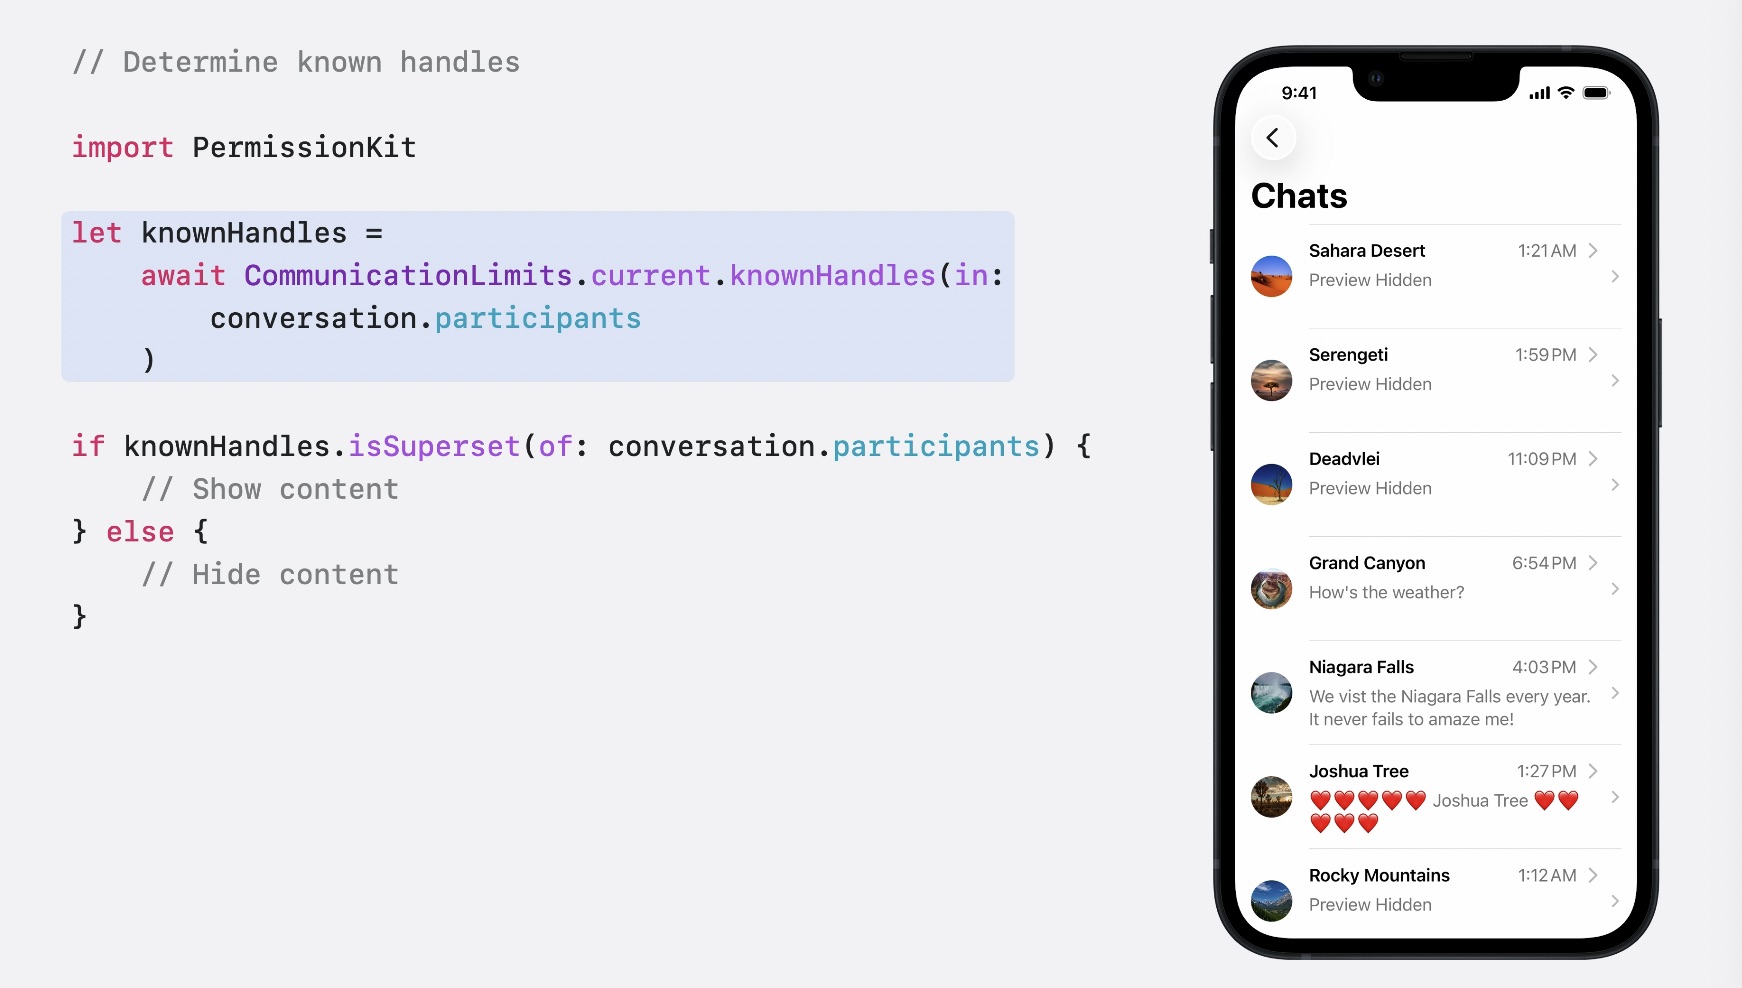 // Determine known handles
import PermissionKit
let knownHandles =
await CommunicationLimits.current.knownHandles(in:
conversation.participants
)
if knownHandles.isSuperset(of: conversation.participants) {
// Show content
} else {
// Hide content
}
9:41
Chats
Sahara Desert 1:21 AM
Preview Hidden
Serengeti 1:59 PM
Preview Hidden
Deadvlei 11:09 PM
Preview Hidden
Grand Canyon 6:54 PM
How's the weather?
Niagara Falls 4:03 PM
We vist the Niagara Falls every year.
It never fails to amaze me!
Joshua Tree 1:27 PM
❤️❤️❤️❤️❤️ Joshua Tree ❤️❤️
❤️❤️❤️
Rocky Mountains 1:12 AM
Preview Hidden